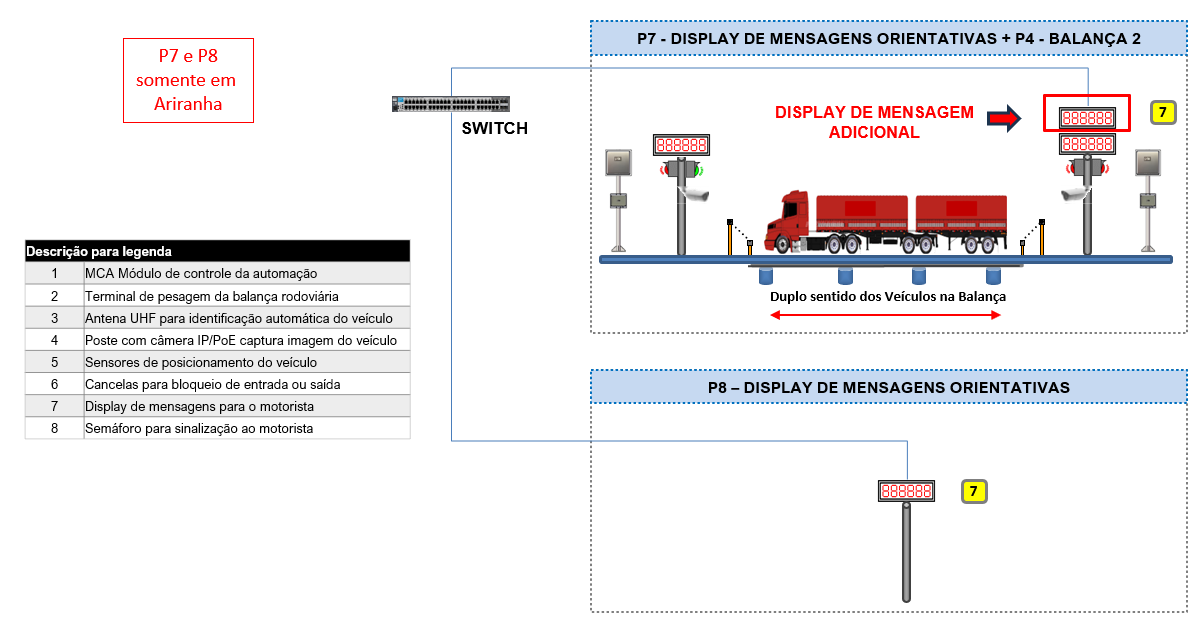 P7 e P8
somente em
Ariranha
SWITCH
P7 - DISPLAY DE MENSAGENS ORIENTATIVAS + P4 - BALANÇA 2
DISPLAY DE MENSAGEM
ADICIONAL
888888
7
888888
888888
Duplo sentido dos Veículos na Balança
Descrição para legenda
1 MCA Módulo de controle da automação
2 Terminal de pesagem da balança rodoviária
3 Antena UHF para identificação automática do veículo
4 Poste com câmera IP/PoE captura imagem do veículo
5 Sensores de posicionamento do veículo
6 Cancelas para bloqueio de entrada ou saída
7 Display de mensagens para o motorista
8 Semáforo para sinalização ao motorista
P8 – DISPLAY DE MENSAGENS ORIENTATIVAS
888888
7